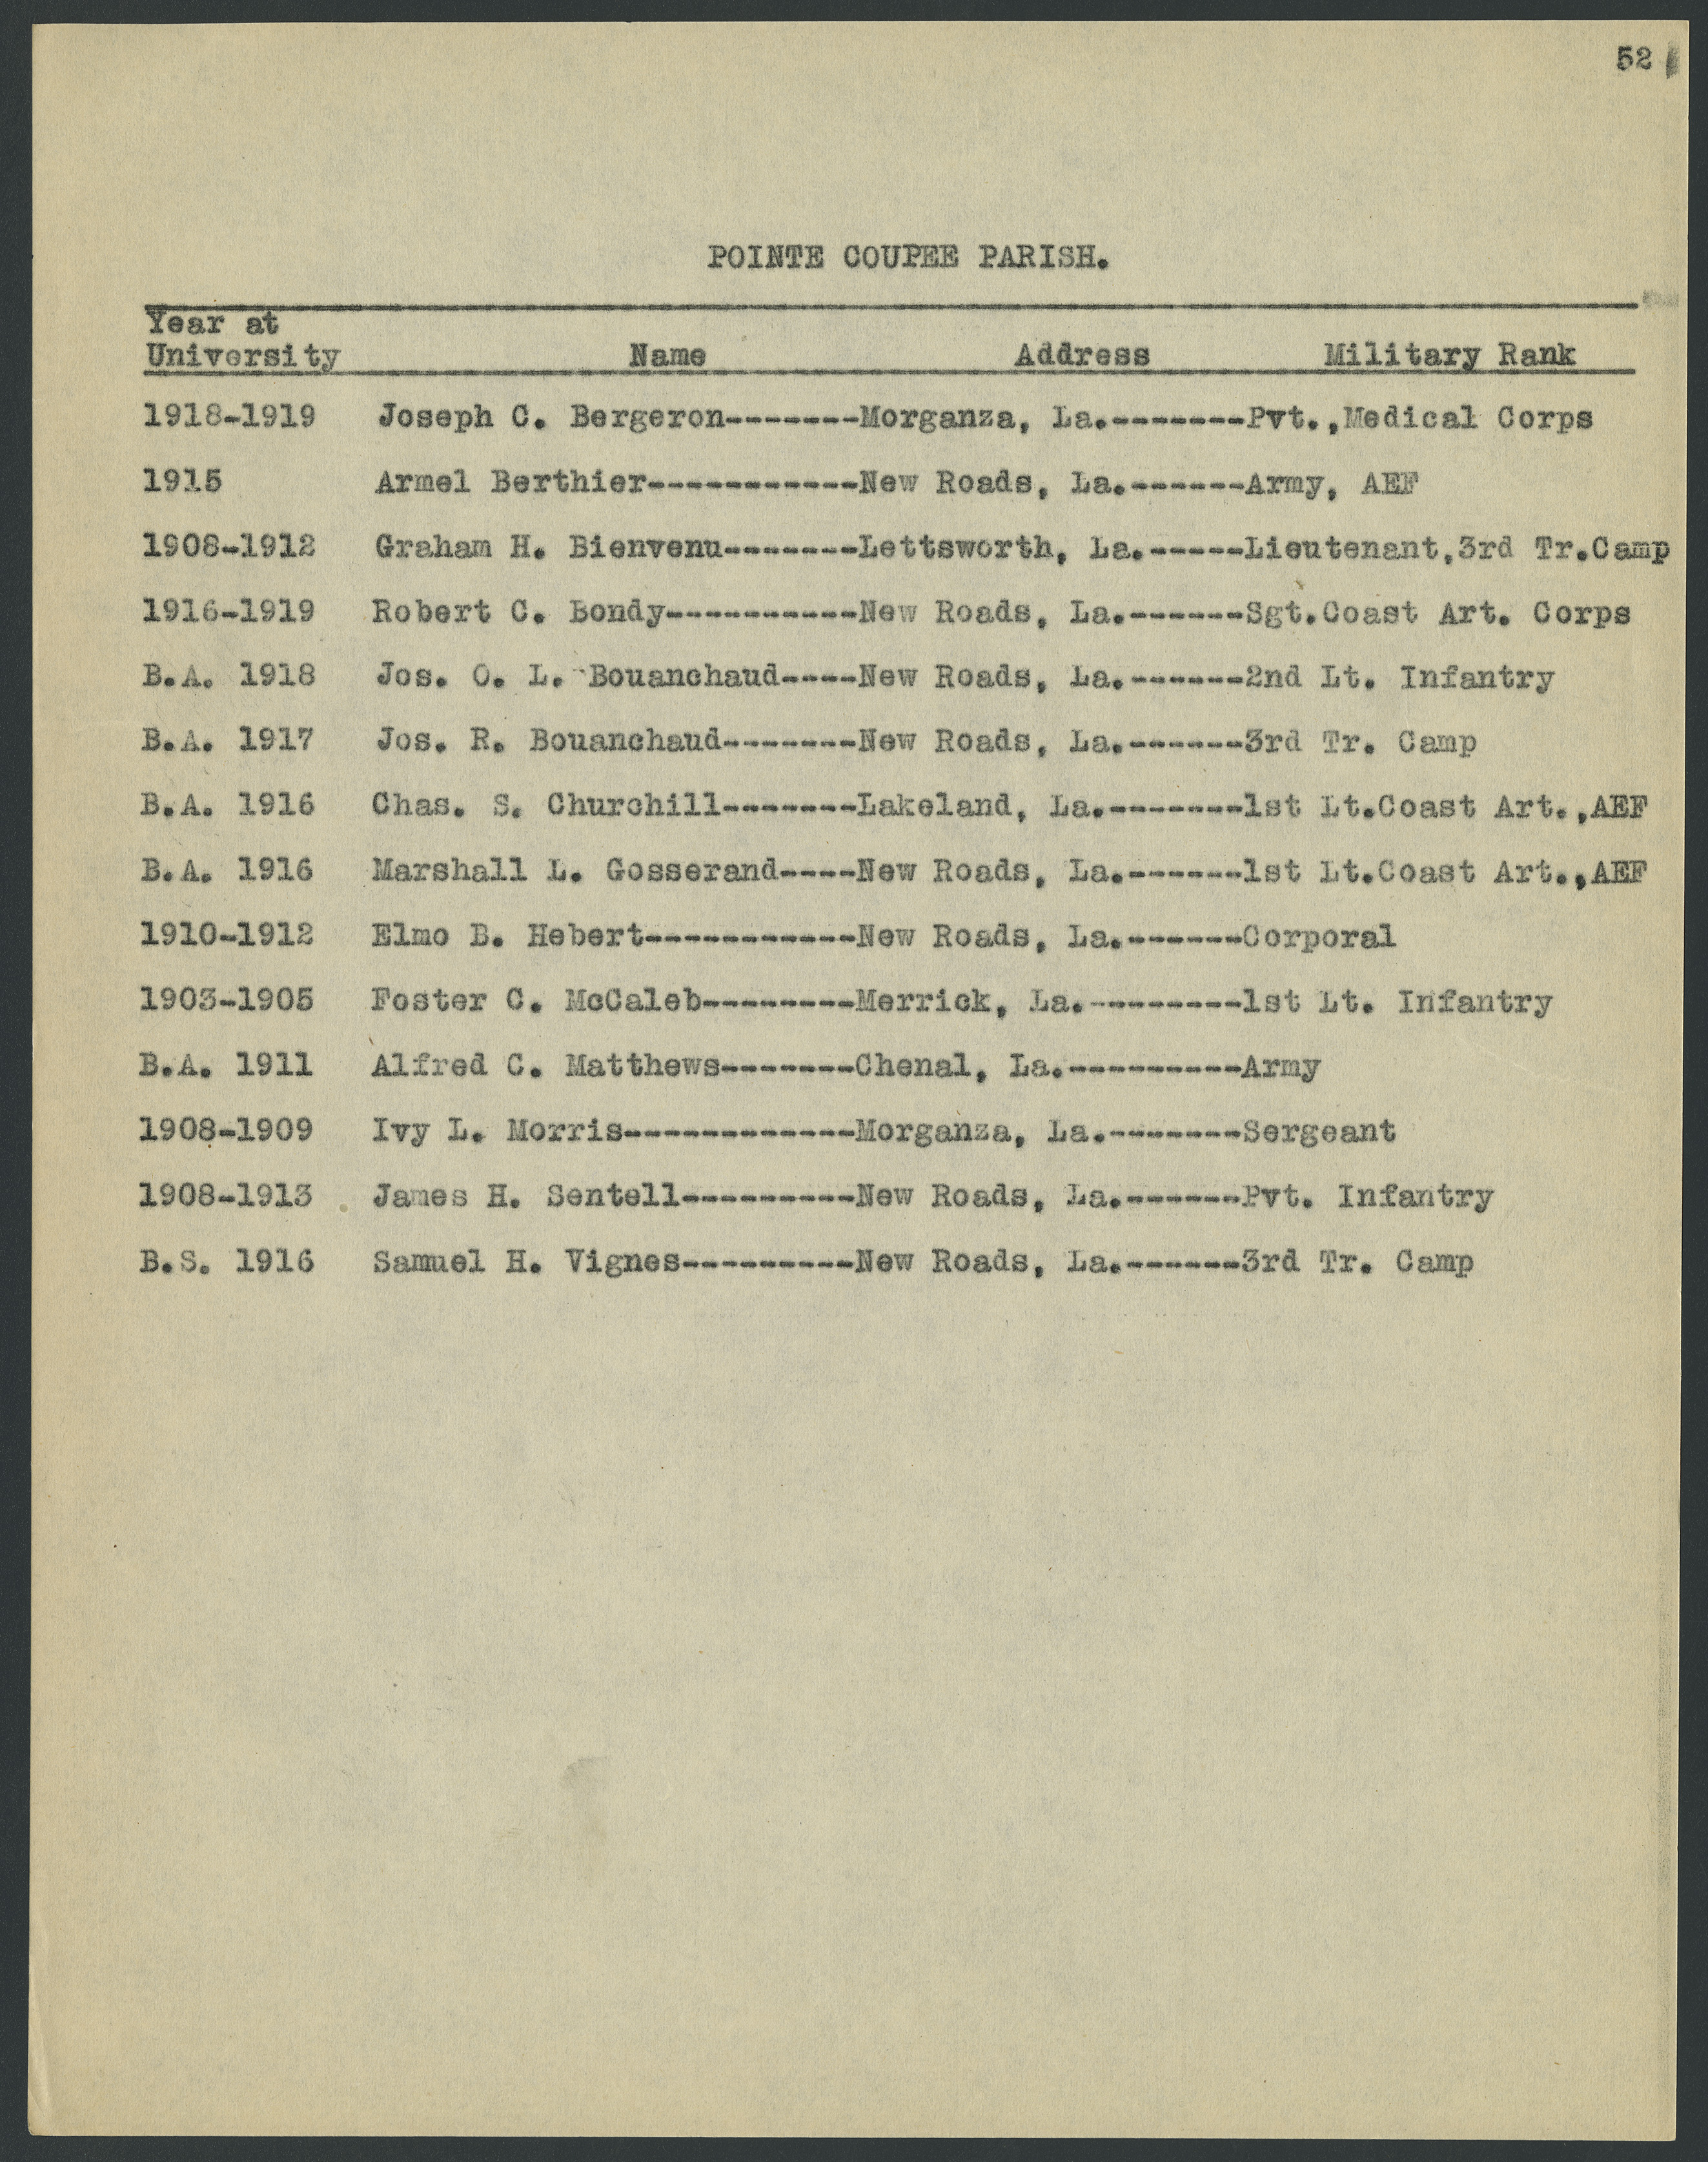 52
POINTE COUPEE PARISH.
Year at
University Name Address Military Rank
1918-1919 Joseph C. Bergeron-------Morganza, La.-------Pvt.,Medical Corps
1915 Armel Berthier-----------New Roads, La.------Army, AEF
1908-1912 Graham H. Bienvenu-------Lettsworth, La.-----Lieutenant,3rd Tr.Camp
1916-1919 Robert C. Bondy----------New Roads, La.------Sgt.Coast Art. Corps
B.A. 1918 Jos. O. L. Bouanchaud----New Roads, La.------2nd Lt. Infantry
B.A. 1917 Jos. R. Bouanchaud-------New Roads, La.------3rd Tr. Camp
B.A. 1916 Chas. S. Churchill-------Lakeland, La.-------1st Lt.Coast Art.,AEF
B.A. 1916 Marshall L. Gosserand----New Roads, La.------1st Lt.Coast Art.,AEF
1910-1912 Elmo B. Hebert-----------New Roads, La.------Corporal
1903-1905 Foster C. McCaleb--------Merrick, La.--------1st Lt. Infantry
B.A. 1911 Alfred C. Matthews-------Chenal, La.---------Army
1908-1909 Ivy L. Morris------------Morganza, La.-------Sergeant
1908-1913 James H. Sentell---------New Roads, La.------Pvt. Infantry
B.S. 1916 Samuel H. Vignes---------New Roads, La.------3rd Tr. Camp